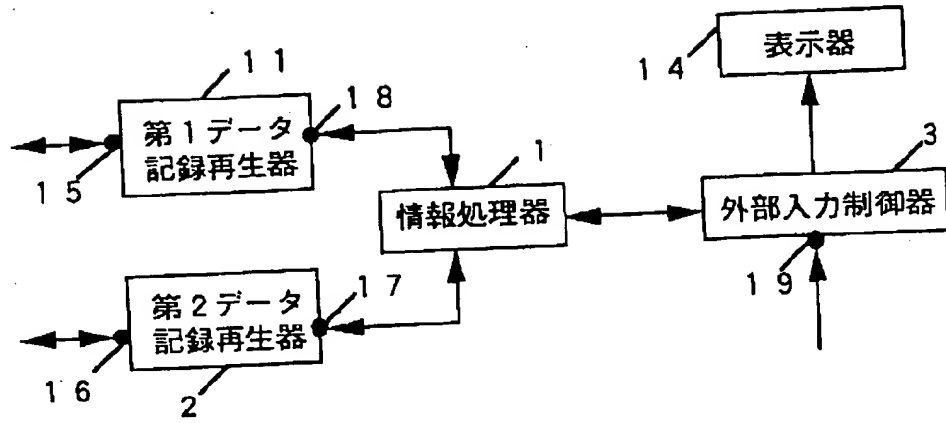 11
第1データ
記録再生器
18
15
第2データ
記録再生器
17
16
2
1
情報処理器
14
表示器
3
外部入力制御器
19